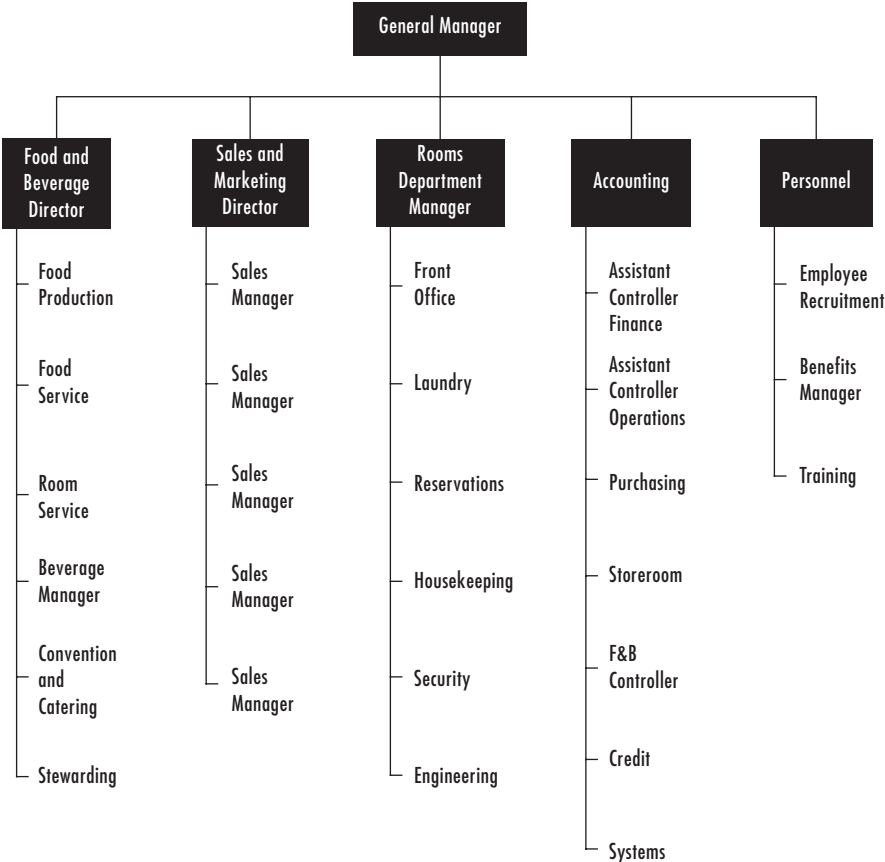 General Manager
Food and
Beverage
Director
Sales and
Marketing
Director
Rooms
Department
Manager
Accounting
Personnel
Food
Production
Food
Service
Room
Service
Beverage
Manager
Convention
and
Catering
Stewarding
Sales
Manager
Sales
Manager
Sales
Manager
Sales
Manager
Sales
Manager
Front
Office
Laundry
Reservations
Housekeeping
Security
Engineering
Assistant
Controller
Finance
Assistant
Controller
Operations
Purchasing
Storeroom
F&B
Controller
Credit
Systems
Employee
Recruitment
Benefits
Manager
Training